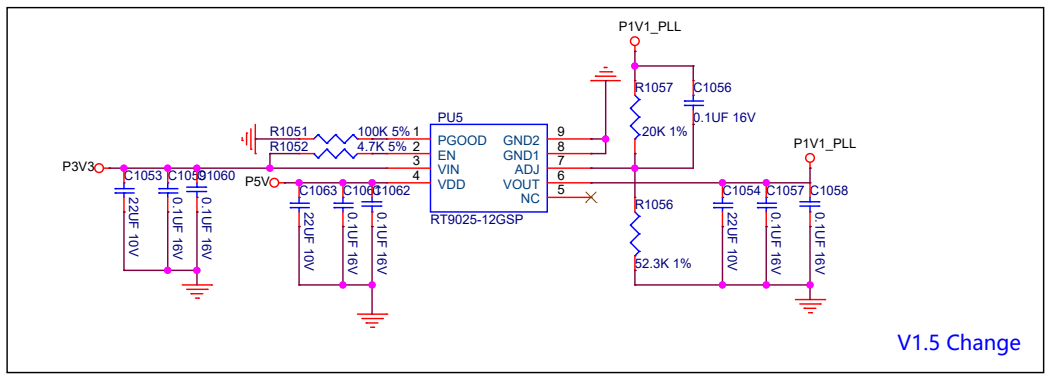 P1V1_PLL
R1057
20K 1%
C1056
0.1UF 16V
PU5
R1051
100K 5%
1
PGOOD
GND2
9
R1052
4.7K 5%
2
EN
GND1
8
P3V3
3
VIN
ADJ
7
P1V1_PLL
P5V
4
VDD
VOUT
6
NC
5
RT9025-12GSP
C1053
22UF 10V
C1059
0.1UF 16V
C1060
0.1UF 16V
C1063
22UF 10V
C1061
0.1UF 16V
C1062
0.1UF 16V
R1056
52.3K 1%
C1054
22UF 10V
C1057
0.1UF 16V
C1058
0.1UF 16V
V1.5 Change